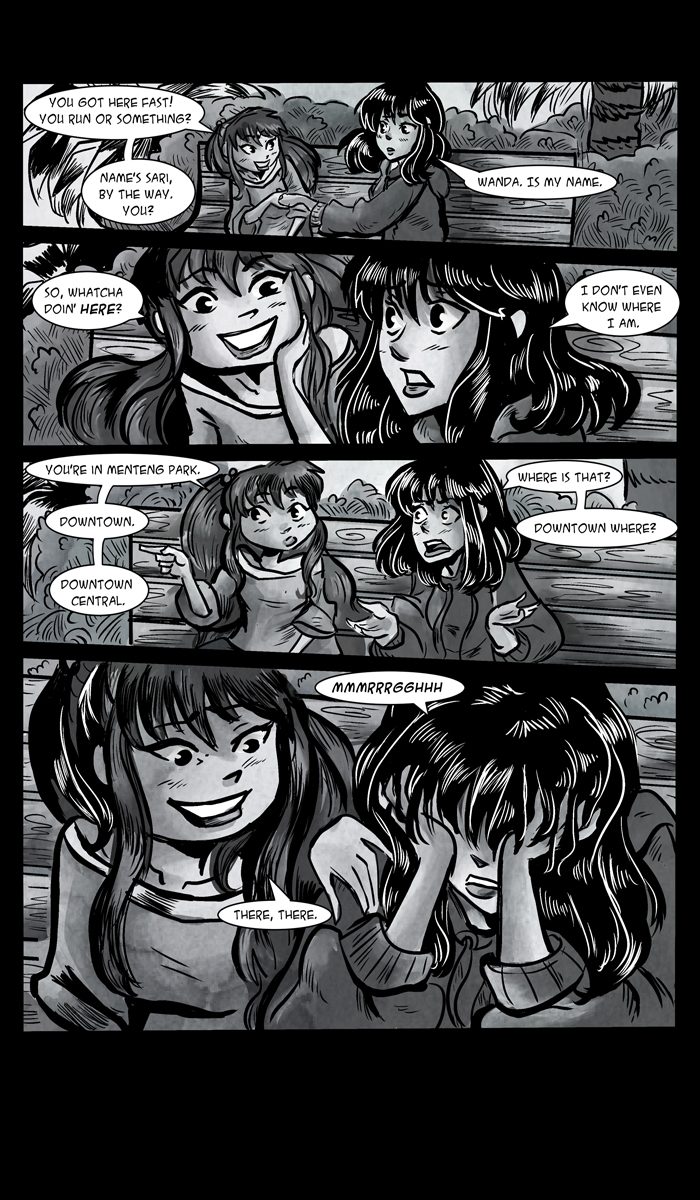 YOU GOT HERE FAST!
YOU RUN OR SOMETHING?
NAME'S SARI,
BY THE WAY.
YOU?
WANDA. IS MY NAME.
SO, WHATCHA
DOIN' HERE?
I DON'T EVEN
KNOW WHERE
I AM.
YOU'RE IN MENTENG PARK.
DOWNTOWN.
DOWNTOWN
CENTRAL.
WHERE IS THAT?
DOWNTOWN WHERE?
MMMRRRGGHHH
THERE, THERE.